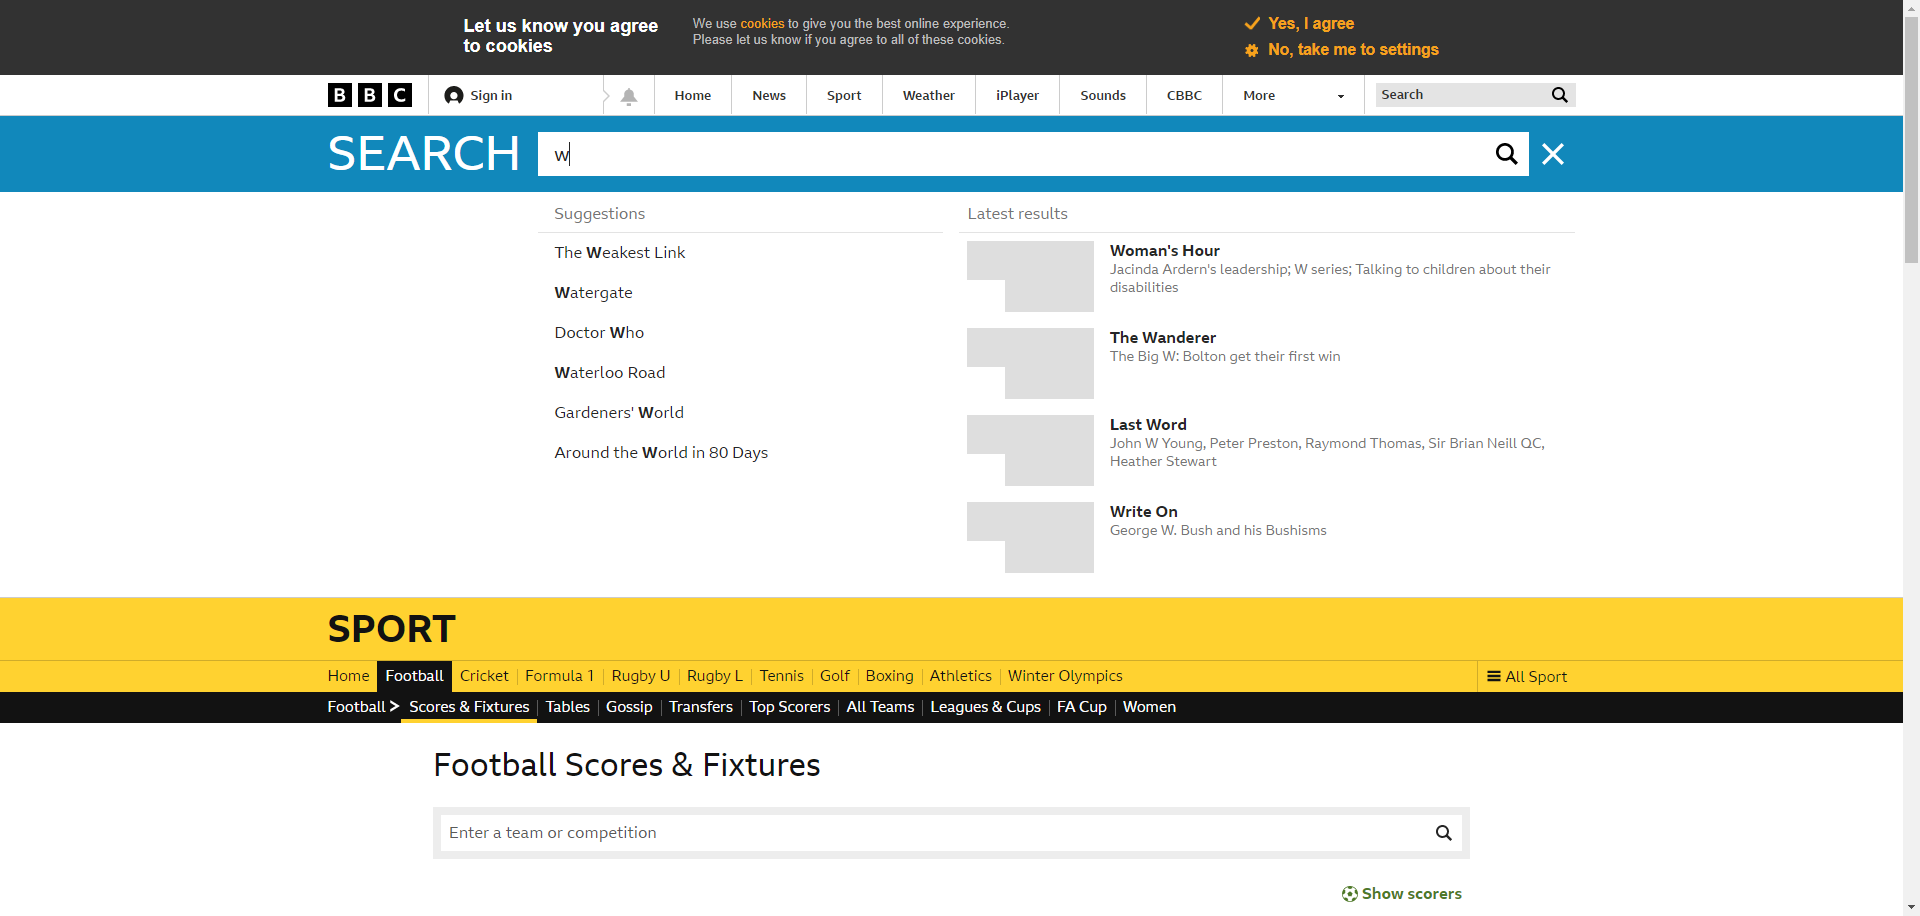 Let us know you agree
to cookies
We use cookies to give you the best online experience.
Please let us know if you agree to all of these cookies.
Yes, I agree
No, take me to settings
BBC
Sign in
Home
News
Sport
Weather
iPlayer
Sounds
CBBC
More
Search
SEARCH
w
Suggestions
The Weakest Link
Watergate
Doctor Who
Waterloo Road
Gardeners' World
Around the World in 80 Days
Latest results
Woman's Hour
Jacinda Ardern's leadership; W series; Talking to children about their
disabilities
The Wanderer
The Big W: Bolton get their first win
Last Word
John W Young, Peter Preston, Raymond Thomas, Sir Brian Neill QC,
Heather Stewart
Write On
George W. Bush and his Bushisms
SPORT
Home Football Cricket Formula 1 Rugby U Rugby L Tennis Golf Boxing Athletics Winter Olympics All Sport
Football Scores & Fixtures Tables Gossip Transfers Top Scorers All Teams Leagues & Cups FA Cup Women
Football Scores & Fixtures
Enter a team or competition
Show scorers